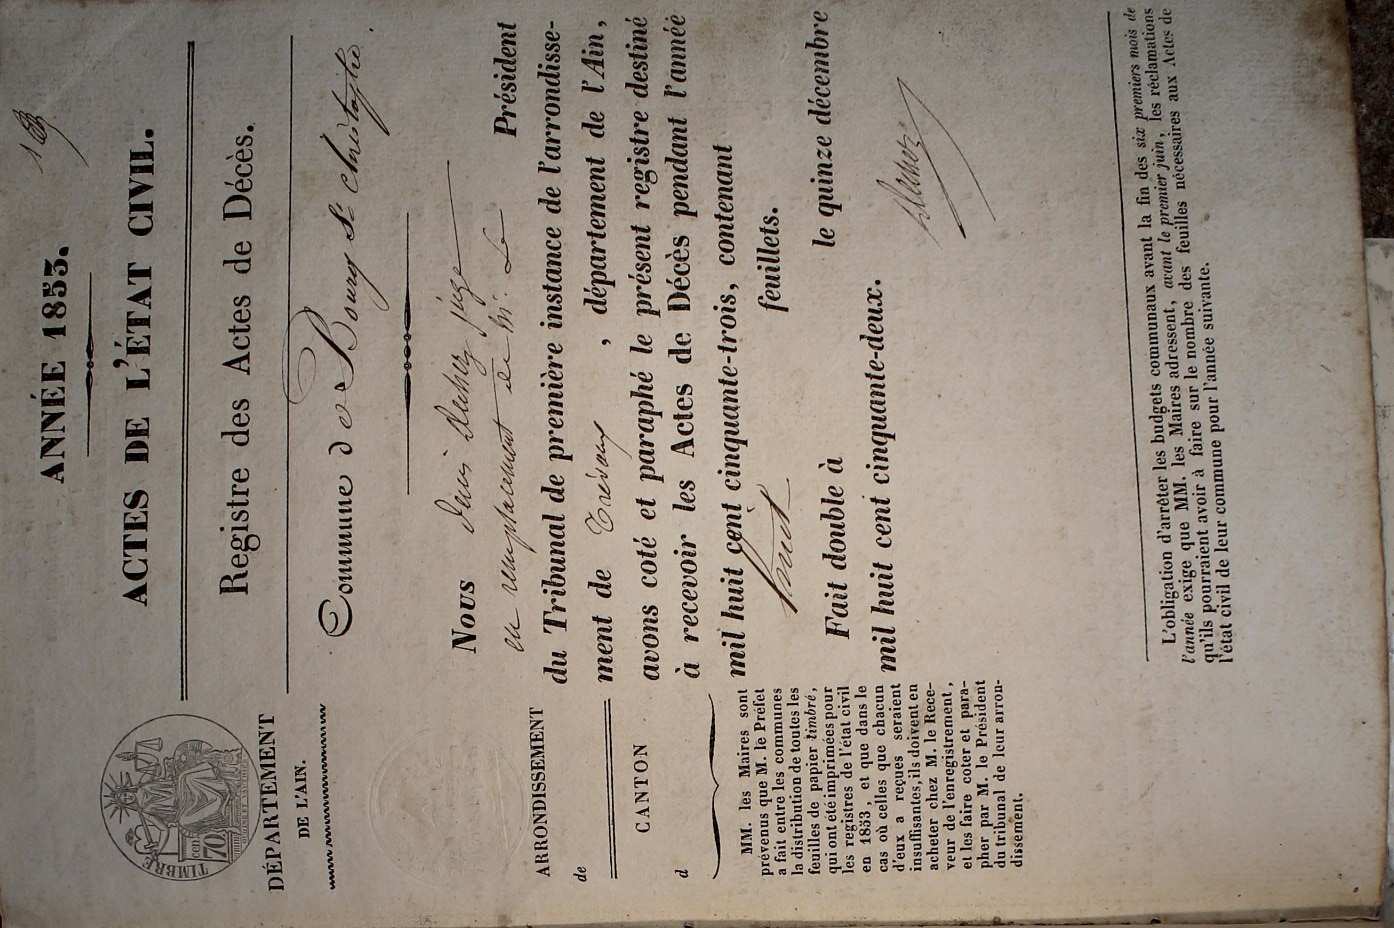 ANNÉE 1853.
ACTES DE L'ÉTAT CIVIL.
Registre des Actes de Décès.
TIMBRE
70 cen.
DÉPARTEMENT
DE L'AIN.
Commune de Bourg St. Christophe.
Nous Denis Blechez juge Président
en remplacement de Mr. Le
du Tribunal de première instance de l'arrondisse-
ment de Trévoux, département de l'Ain,
avons coté et paraphé le présent registre destiné
à recevoir les Actes de Décès pendant l'année
mil huit cent cinquante-trois, contenant
huit feuillets.
Fait double à le quinze décembre
mil huit cent cinquante-deux.
Blechez
ARRONDISSEMENT
de
CANTON
d
MM. les Maires sont
prévenus que M. le Préfet
a fait entre les communes
la distribution de toutes les
feuilles de papier timbré,
qui ont été imprimées pour
les registres de l'état civil
en 1853, et que dans le
cas où celles que chacun
d'eux a reçues seraient
insuffisantes, ils doivent en
acheter chez M. le Rece-
veur de l'enregistrement,
et les faire coter et para-
pher par M. le Président
du tribunal de leur arron-
dissement.
L'obligation d'arrêter les budgets communaux avant la fin des six premiers mois de
l'année exige que MM. les Maires adressent, avant le premier juin, les réclamations
qu'ils pourraient avoir à faire sur le nombre des feuilles nécessaires aux Actes de
l'état civil de leur commune pour l'année suivante.